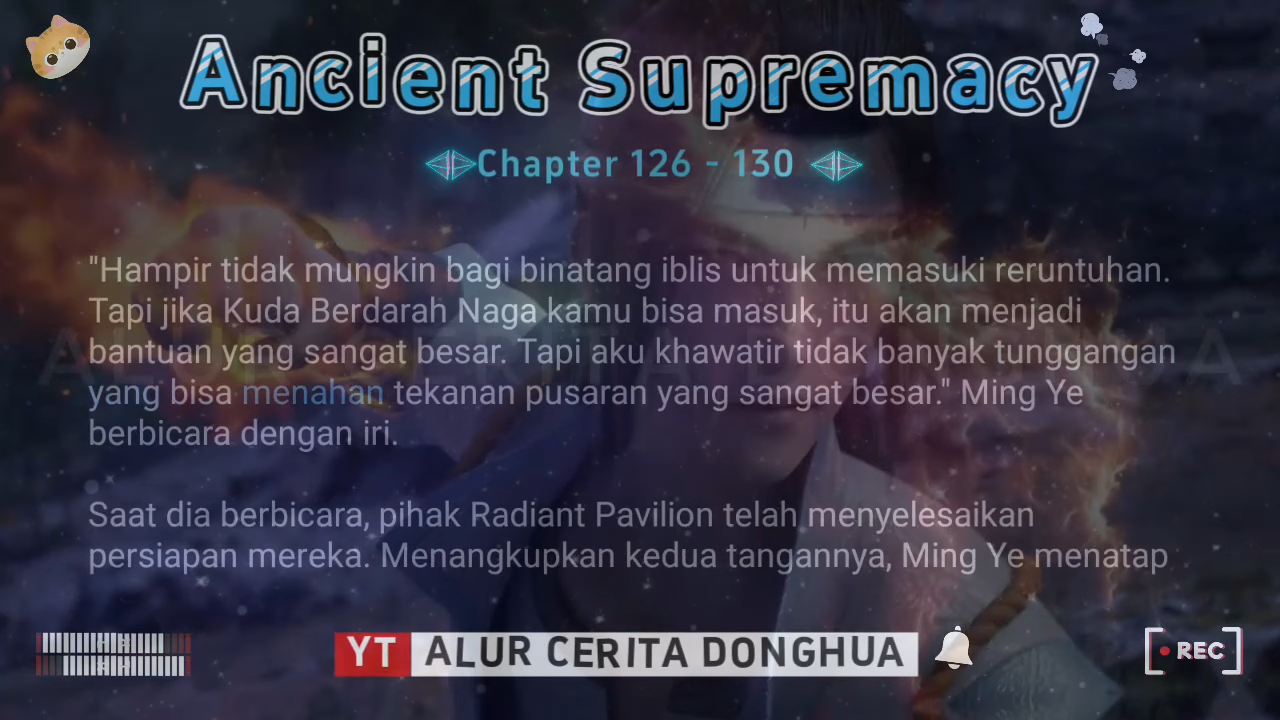 Ancient Supremacy
Chapter 126 - 130
"Hampir tidak mungkin bagi binatang iblis untuk memasuki reruntuhan.
Tapi jika Kuda Berdarah Naga kamu bisa masuk, itu akan menjadi
bantuan yang sangat besar. Tapi aku khawatir tidak banyak tunggangan
yang bisa menahan tekanan pusaran yang sangat besar." Ming Ye
berbicara dengan iri.
Saat dia berbicara, pihak Radiant Pavilion telah menyelesaikan
persiapan mereka. Menangkupkan kedua tangannya, Ming Ye menatap
YT ALUR CERITA DONGHUA
REC